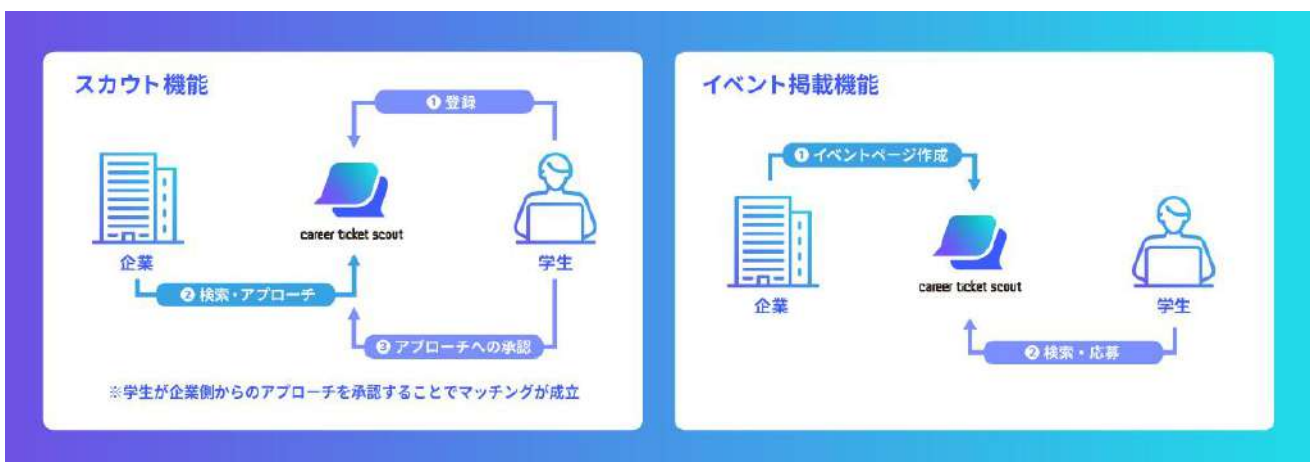 スカウト機能
❶登録
career ticket scout
企業
学生
❷検索・アプローチ
❸アプローチへの承認
※学生が企業側からのアプローチを承認することでマッチングが成立
イベント掲載機能
❶イベントページ作成
career ticket scout
企業
学生
❷検索・応募